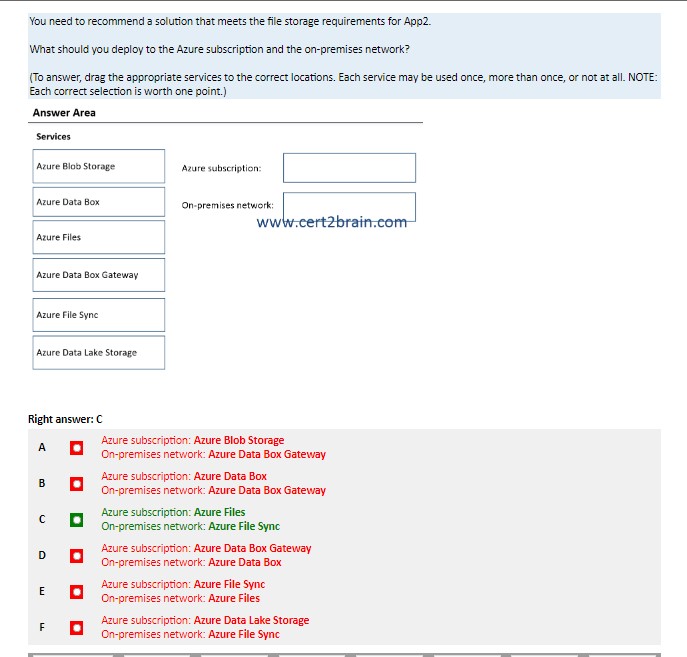 You need to recommend a solution that meets the file storage requirements for App2.
What should you deploy to the Azure subscription and the on-premises network?
(To answer, drag the appropriate services to the correct locations. Each service may be used once, more than once, or not at all. NOTE:
Each correct selection is worth one point.)
Answer Area
Services
Azure Blob Storage
Azure subscription:
Azure Data Box
On-premises network:
www.cert2brain.com
Azure Files
Azure Data Box Gateway
Azure File Sync
Azure Data Lake Storage
Right answer: C
A
Azure subscription: Azure Blob Storage
On-premises network: Azure Data Box Gateway
B
Azure subscription: Azure Data Box
On-premises network: Azure Data Box Gateway
C
Azure subscription: Azure Files
On-premises network: Azure File Sync
D
Azure subscription: Azure Data Box Gateway
On-premises network: Azure Data Box
E
Azure subscription: Azure File Sync
On-premises network: Azure Files
F
Azure subscription: Azure Data Lake Storage
On-premises network: Azure File Sync